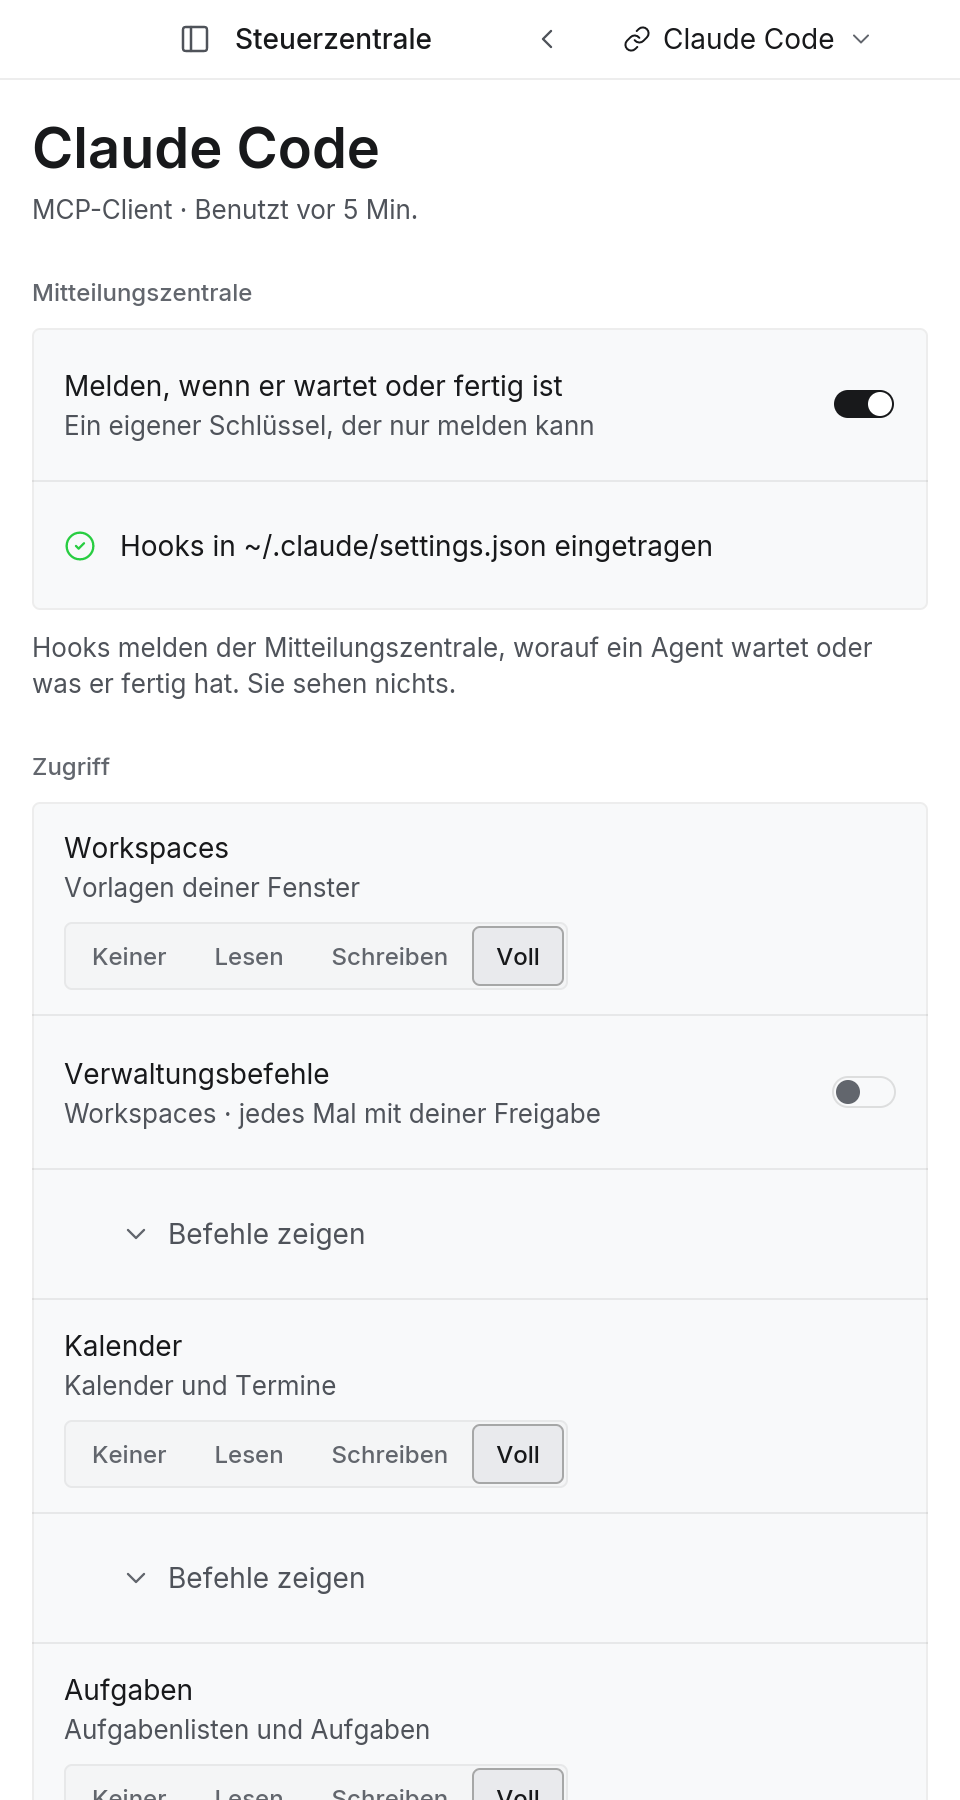 Steuerzentrale
Claude Code
Claude Code
MCP-Client · Benutzt vor 5 Min.
Mitteilungszentrale
Melden, wenn er wartet oder fertig ist
Ein eigener Schlüssel, der nur melden kann
Hooks in ~/.claude/settings.json eingetragen
Hooks melden der Mitteilungszentrale, worauf ein Agent wartet oder
was er fertig hat. Sie sehen nichts.
Zugriff
Workspaces
Vorlagen deiner Fenster
Keiner Lesen Schreiben Voll
Verwaltungsbefehle
Workspaces · jedes Mal mit deiner Freigabe
Befehle zeigen
Kalender
Kalender und Termine
Keiner Lesen Schreiben Voll
Befehle zeigen
Aufgaben
Aufgabenlisten und Aufgaben
Keiner Lesen Schreiben Voll